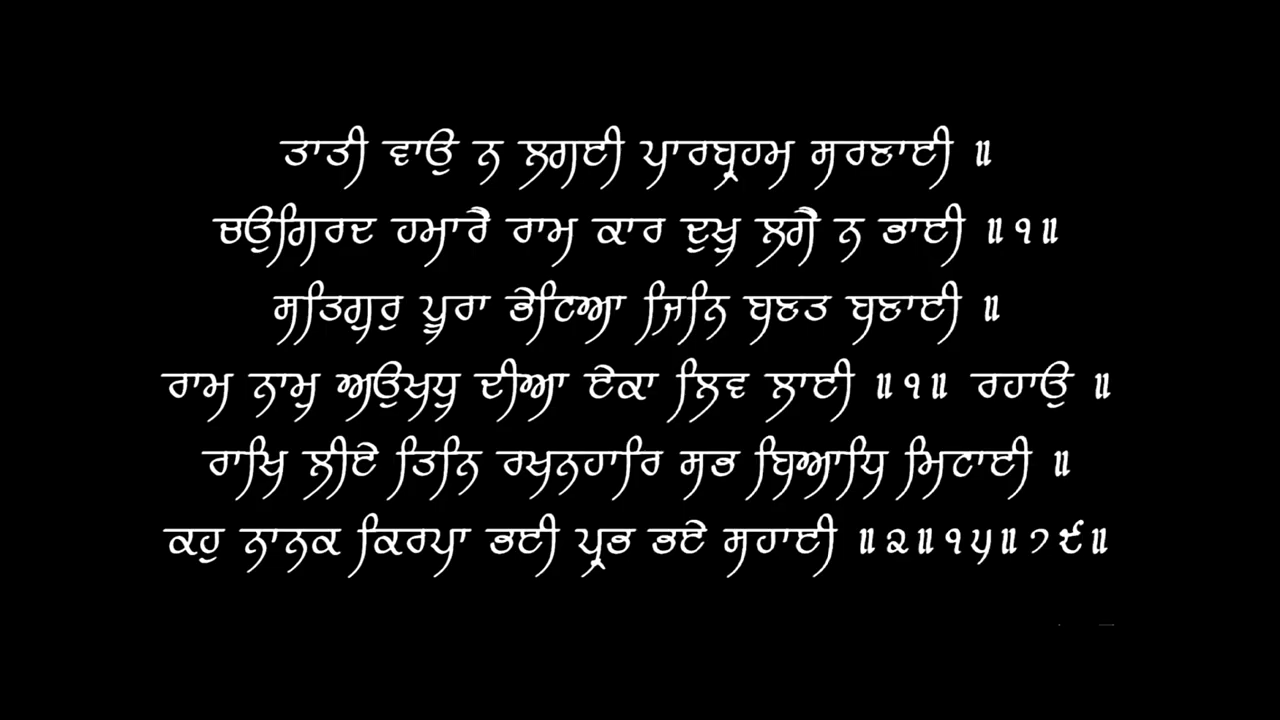 ਤਾਤੀ ਵਾਉ ਨ ਲਗਈ ਪਾਰਬ੍ਰਹਮ ਸਰਣਾਈ ॥
ਚਉਗਿਰਦ ਹਮਾਰੈ ਰਾਮ ਕਾਰ ਦੁਖੁ ਲਗੈ ਨ ਭਾਈ ॥੧॥
ਸਤਿਗੁਰੁ ਪੂਰਾ ਭੇਟਿਆ ਜਿਨਿ ਬਣਤ ਬਣਾਈ ॥
ਰਾਮ ਨਾਮੁ ਅਉਖਧੁ ਦੀਆ ਏਕਾ ਲਿਵ ਲਾਈ ॥੧॥ ਰਹਾਉ ॥
ਰਾਖਿ ਲੀਏ ਤਿਨਿ ਰਖਨਹਾਰਿ ਸਭ ਬਿਆਧਿ ਮਿਟਾਈ ॥
ਕਹੁ ਨਾਨਕ ਕਿਰਪਾ ਭਈ ਪ੍ਰਭ ਭਏ ਸਹਾਈ ॥੨॥੧੫॥੭੯॥